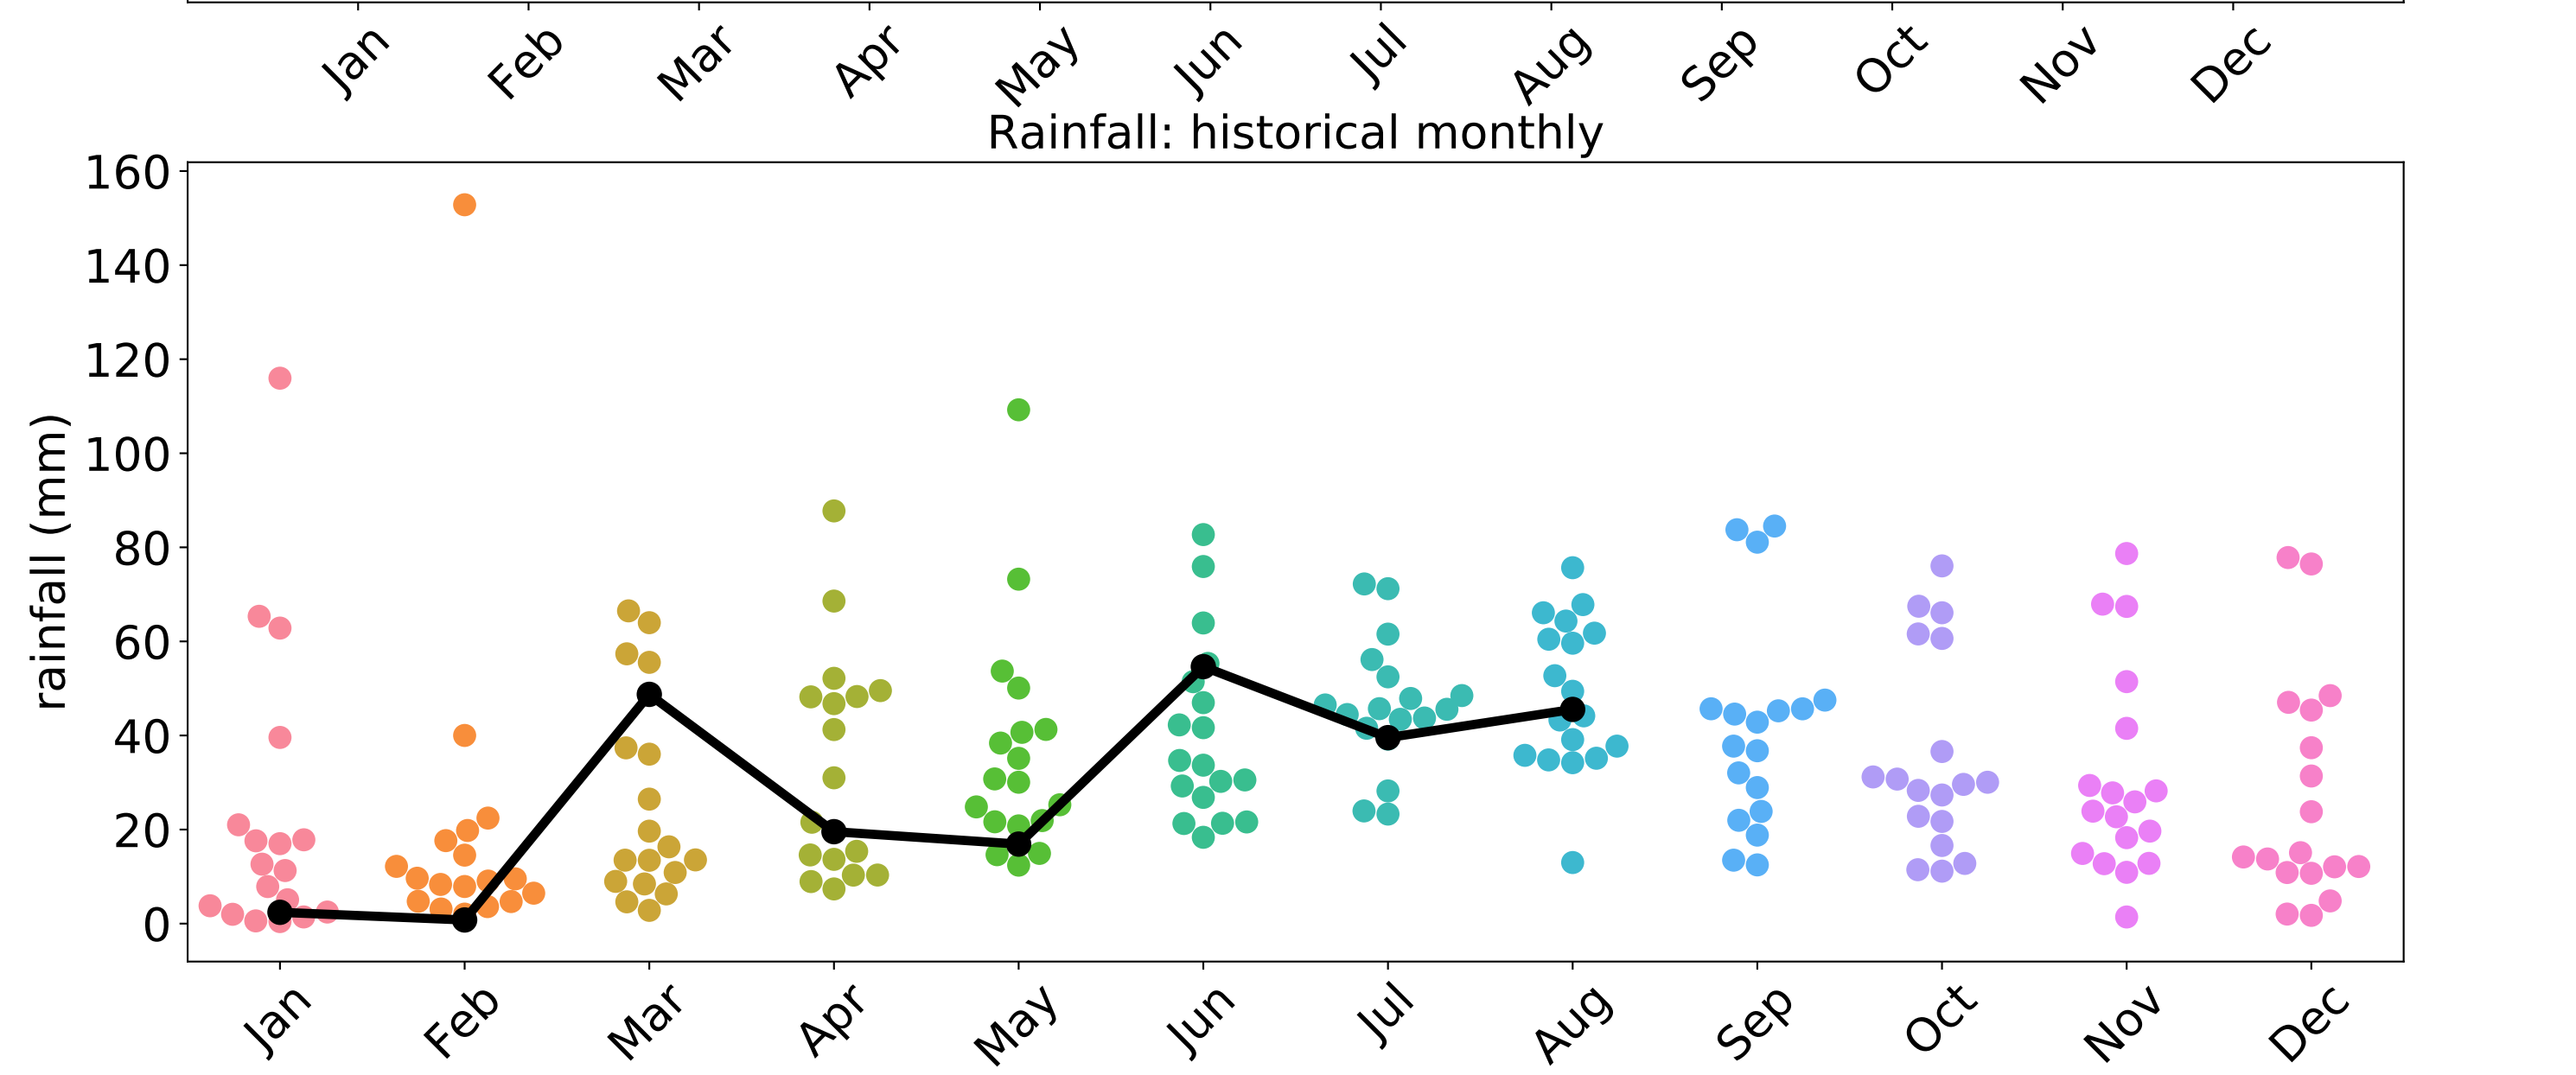 Jan Feb Mar Apr May Jun Jul Aug Sep Oct Nov Dec
Rainfall: historical monthly
160
140
120
100
80
60
40
20
0
rainfall (mm)
Jan Feb Mar Apr May Jun Jul Aug Sep Oct Nov Dec